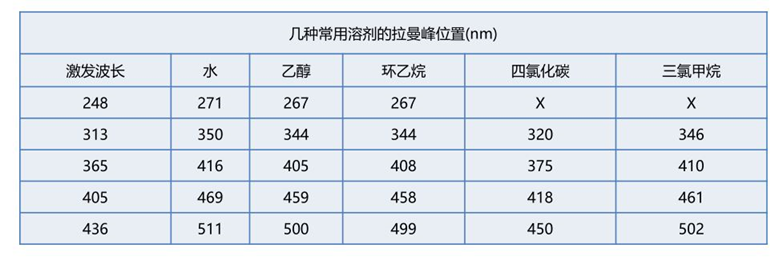 几种常用溶剂的拉曼峰位置(nm)
激发波长 水 乙醇 环乙烷 四氯化碳 三氯甲烷
248 271 267 267 X X
313 350 344 344 320 346
365 416 405 408 375 410
405 469 459 458 418 461
436 511 500 499 450 502